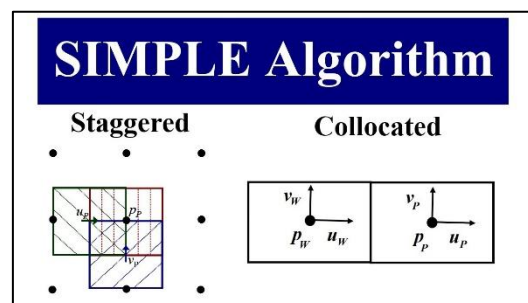 SIMPLE Algorithm
Staggered Collocated
u_P p_P
v_P
v_W v_P
p_W u_W p_P u_P